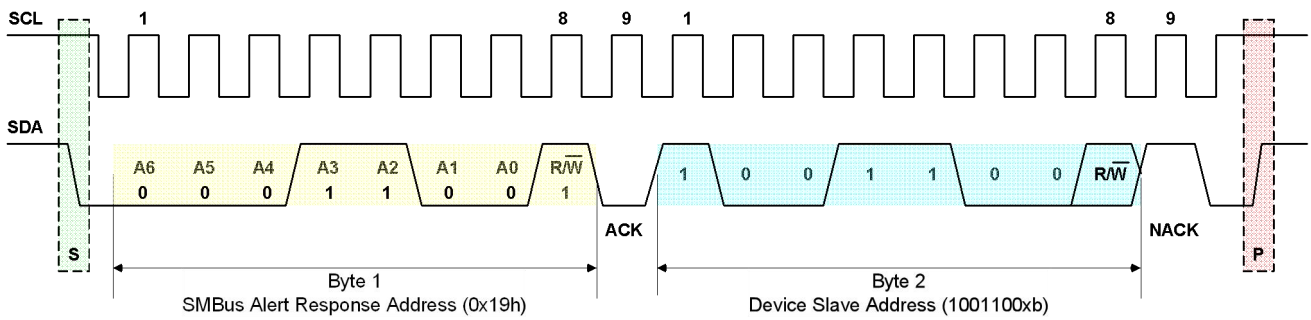 SCL 1 8 9 1 8 9
SDA
A6 A5 A4 A3 A2 A1 A0 R/W
0 0 0 1 1 0 0 1
1 0 0 1 1 0 0 R/W
ACK NACK
S P
Byte 1
SMBus Alert Response Address (0x19h)
Byte 2
Device Slave Address (1001100xb)